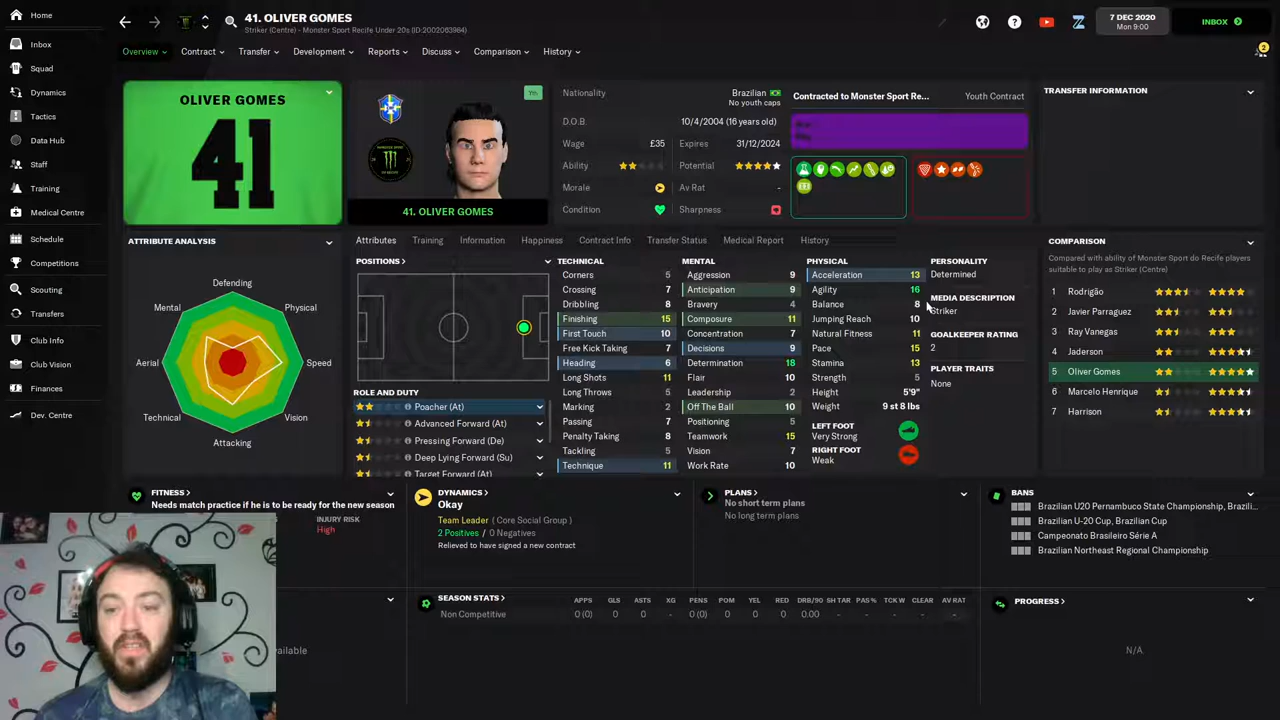 Home
Inbox
Squad
Dynamics
Tactics
Data Hub
Staff
Training
Medical Centre
Schedule
Competitions
Scouting
Transfers
Club Info
Club Vision
Finances
Dev. Centre
41. OLIVER GOMES
Striker (Centre) - Monster Sport Recife Under 20s (ID:2002063964)
7 DEC 2020
Mon 9:00
INBOX
Overview Contract Transfer Development Reports Discuss Comparison History
2
OLIVER GOMES
41
Yth
41. OLIVER GOMES
Nationality Brazilian
No youth caps
D.O.B. 10/4/2004 (16 years old)
Wage £35 Expires 31/12/2024
Ability Potential
Morale Av Rat -
Condition Sharpness
Contracted to Monster Sport Re... Youth Contract
TRANSFER INFORMATION
ATTRIBUTE ANALYSIS
Defending
Mental Physical
Aerial Speed
Technical Vision
Attacking
Attributes Training Information Happiness Contract Info Transfer Status Medical Report History
POSITIONS >
ROLE AND DUTY
Poacher (At)
Advanced Forward (At)
Pressing Forward (De)
Deep Lying Forward (Su)
Target Forward (At)
TECHNICAL
Corners 5
Crossing 7
Dribbling 8
Finishing 15
First Touch 10
Free Kick Taking 7
Heading 6
Long Shots 11
Long Throws 5
Marking 2
Passing 7
Penalty Taking 8
Tackling 5
Technique 11
MENTAL
Aggression 9
Anticipation 9
Bravery 4
Composure 11
Concentration 7
Decisions 9
Determination 18
Flair 10
Leadership 2
Off The Ball 10
Positioning 5
Teamwork 15
Vision 7
Work Rate 10
PHYSICAL
Acceleration 13
Agility 16
Balance 8
Jumping Reach 10
Natural Fitness 11
Pace 15
Stamina 13
Strength 5
Height 5'9"
Weight 9 st 8 lbs
LEFT FOOT
Very Strong
RIGHT FOOT
Weak
PERSONALITY
Determined
MEDIA DESCRIPTION
Striker
GOALKEEPER RATING
2
PLAYER TRAITS
None
COMPARISON
Compared with ability of Monster Sport do Recife players
suitable to play as Striker (Centre)
1 Rodrigão
2 Javier Parraguez
3 Ray Vanegas
4 Jaderson
5 Oliver Gomes
6 Marcelo Henrique
7 Harrison
FITNESS >
Needs match practice if he is to be ready for the new season
INJURY RISK
High
DYNAMICS >
Okay
Team Leader ( Core Social Group )
2 Positives / 0 Negatives
Relieved to have signed a new contract
PLANS >
No short term plans
No long term plans
BANS
Brazilian U20 Pernambuco State Championship, Brazili...
Brazilian U-20 Cup, Brazilian Cup
Campeonato Brasileiro Série A
Brazilian Northeast Regional Championship
SEASON STATS > APPS GLS ASTS XG PENS POM YEL RED DRB/90 SH TAR PAS % TCK W CLEAR AV RAT
Non Competitive 0 (0) 0 0 - 0 (0) 0 0 0 0.00 - - - - -
PROGRESS >
N/A